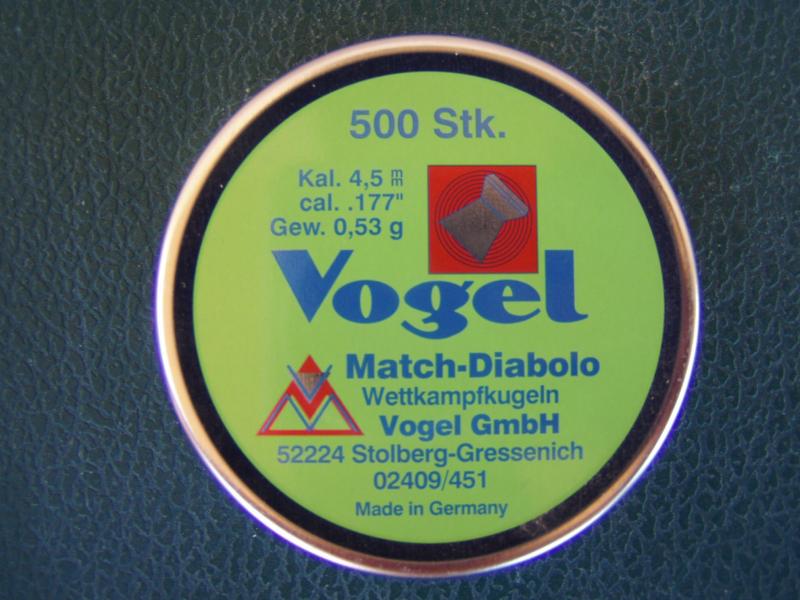 500 Stk.
Kal. 4,5 mm
cal. .177"
Gew. 0,53 g
Vogel
Match-Diabolo
Wettkampfkugeln
Vogel GmbH
52224 Stolberg-Gressenich
02409/451
Made in Germany